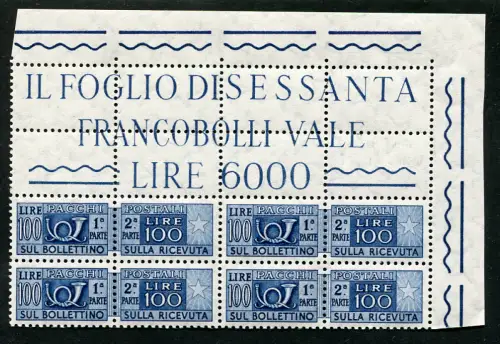 IL FOGLIO DI SESSANTA
FRANCOBOLLI VALE
LIRE 6000
LIRE 100 PACCHI 1ª PARTE SUL BOLLETTINO
POSTALI 2ª PARTE LIRE 100 SULLA RICEVUTA
LIRE 100 PACCHI 1ª PARTE SUL BOLLETTINO
POSTALI 2ª PARTE LIRE 100 SULLA RICEVUTA
LIRE 100 PACCHI 1ª PARTE SUL BOLLETTINO
POSTALI 2ª PARTE LIRE 100 SULLA RICEVUTA
LIRE 100 PACCHI 1ª PARTE SUL BOLLETTINO
POSTALI 2ª PARTE LIRE 100 SULLA RICEVUTA